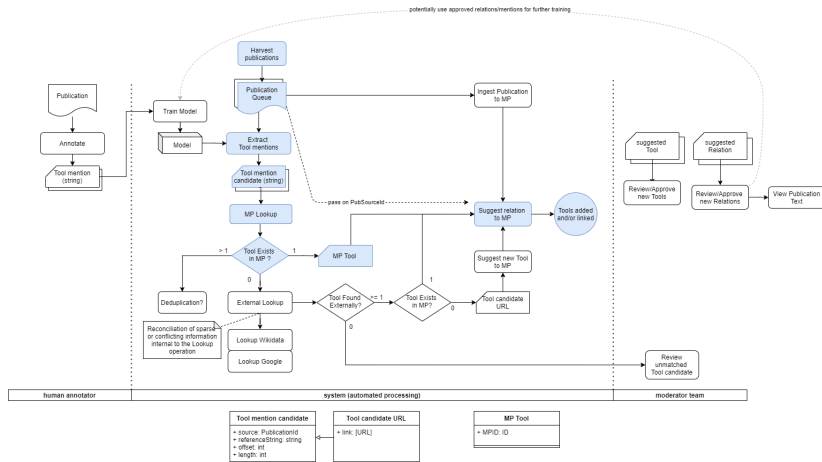 potentially use approved relations/mentions for further training
Harvest
publications
Publication
Publication
Queue
Ingest Publication
to MP
Train Model
Annotate
Model
Extract
Tool mentions
suggested
Tool
suggested
Relation
Tool mention
(string)
Tool mention
candidate (string)
Review/Approve
new Tools
Review/Approve
new Relations
View Publication
Text
pass on PubSourceId
MP Lookup
Suggest relation
to MP
Tools added
and/or linked
> 1
Tool Exists
in MP ?
1
MP Tool
Suggest new Tool
to MP
0
1
Deduplication?
External Lookup
Tool Found
Externally?
>= 1
Tool Exists
in MP?
0
Tool candidate
URL
0
Reconciliation of sparse
or conflicting information
internal to the Lookup
operation
Lookup Wikidata
Lookup Google
Review
unmatched
Tool candidate
human annotator
system (automated processing)
moderator team
Tool mention candidate
+ source: PublicationId
+ referenceString: string
+ offset: int
+ length: int
Tool candidate URL
+ link: [URL]
MP Tool
+ MPID: ID